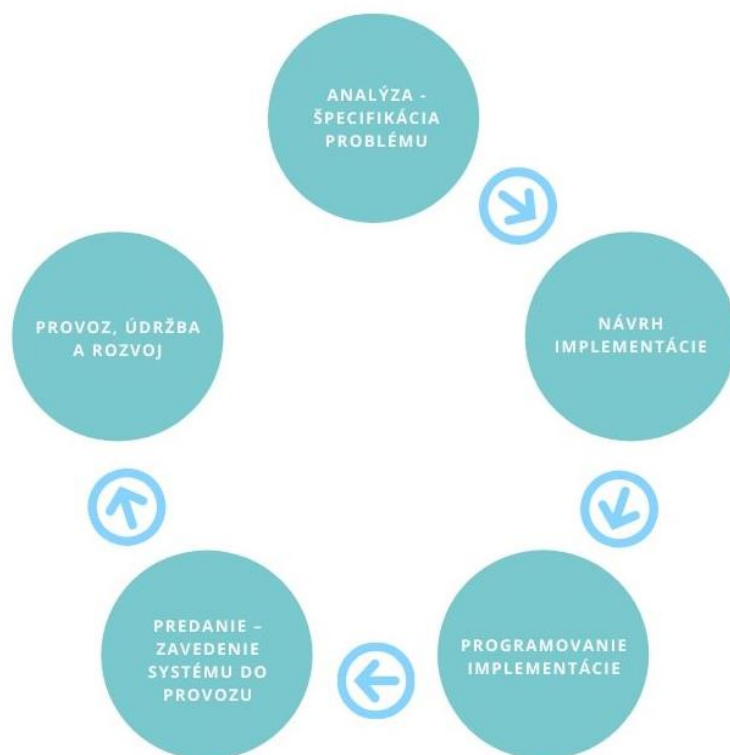 ANALÝZA -
ŠPECIFIKÁCIA
PROBLÉMU
NÁVRH
IMPLEMENTÁCIE
PROGRAMOVANIE
IMPLEMENTÁCIE
PREDANIE –
ZAVEDENIE
SYSTÉMU DO
PROVOZU
PROVOZ, ÚDRŽBA
A ROZVOJ